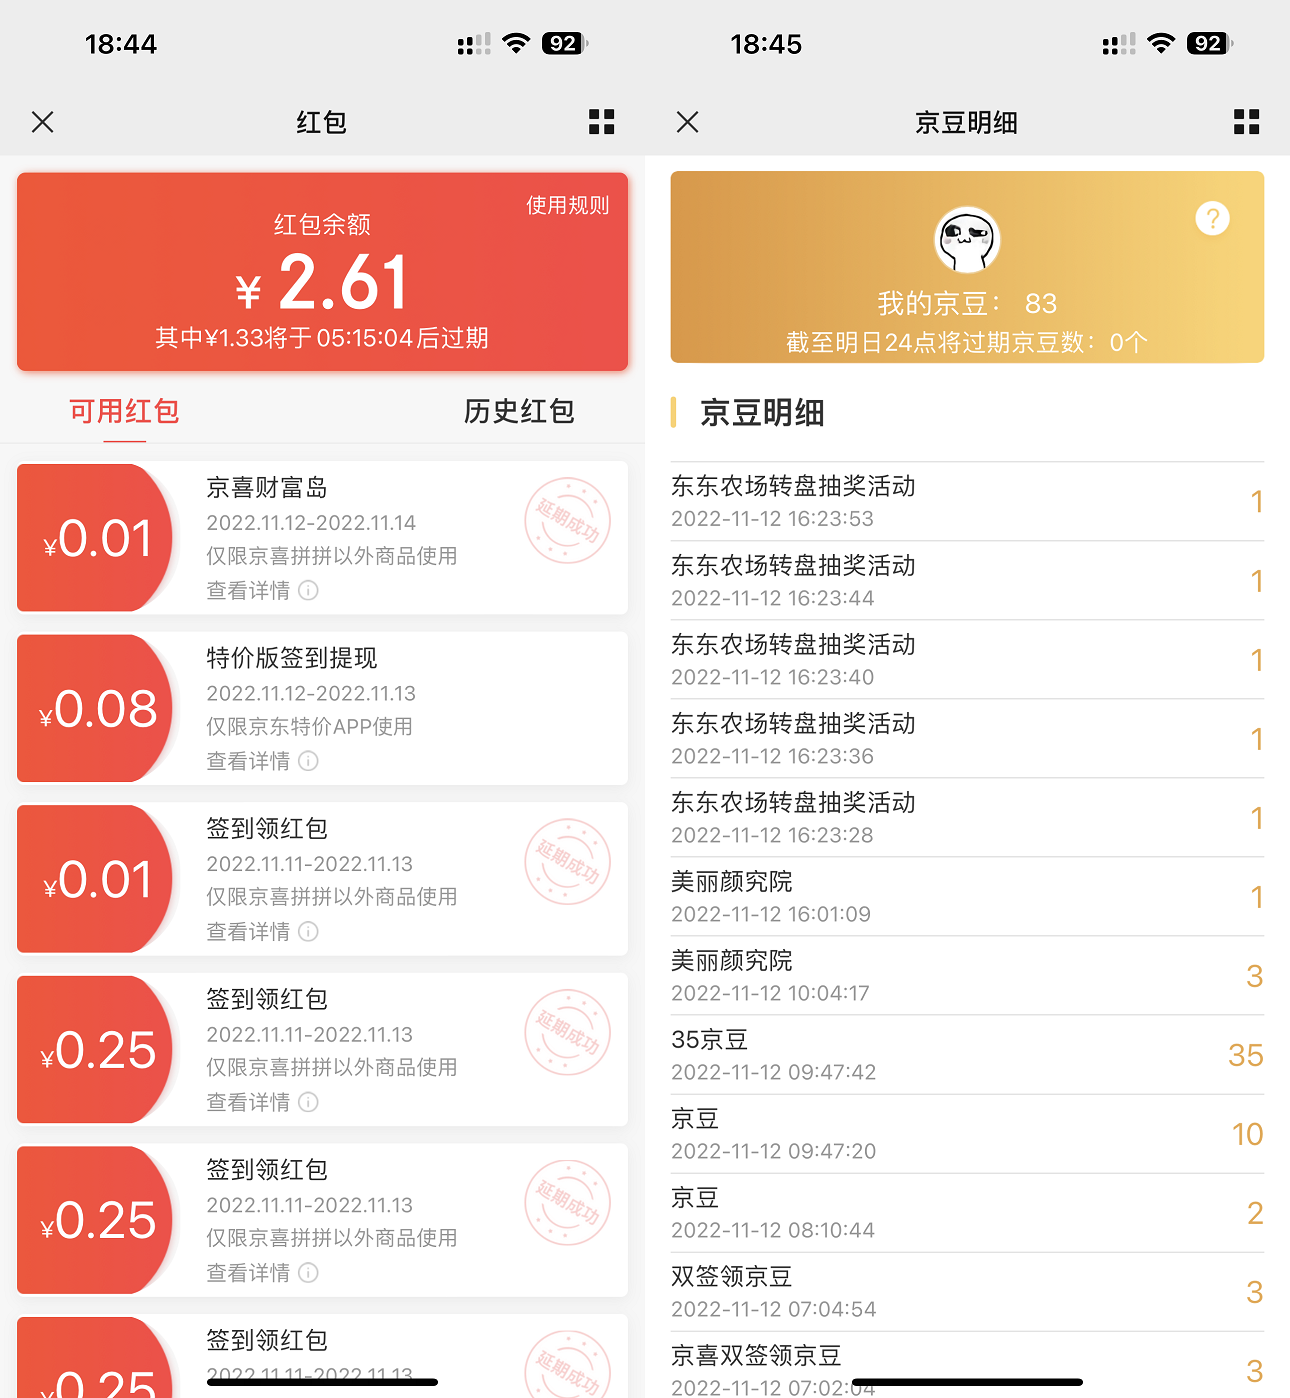 18:44
92
红包
使用规则
红包余额
¥ 2.61
其中¥1.33将于05:15:04后过期
可用红包
历史红包
¥0.01
京喜财富岛
2022.11.12-2022.11.14
仅限京喜拼拼以外商品使用
查看详情
延期成功
¥0.08
特价版签到提现
2022.11.12-2022.11.13
仅限京东特价APP使用
查看详情
¥0.01
签到领红包
2022.11.11-2022.11.13
仅限京喜拼拼以外商品使用
查看详情
延期成功
¥0.25
签到领红包
2022.11.11-2022.11.13
仅限京喜拼拼以外商品使用
查看详情
延期成功
¥0.25
签到领红包
2022.11.11-2022.11.13
仅限京喜拼拼以外商品使用
查看详情
延期成功
¥0.25
签到领红包
2022.11.11-2022.11.13
延期成功
18:45
92
京豆明细
?
我的京豆： 83
截至明日24点将过期京豆数：0个
京豆明细
东东农场转盘抽奖活动
2022-11-12 16:23:53
1
东东农场转盘抽奖活动
2022-11-12 16:23:44
1
东东农场转盘抽奖活动
2022-11-12 16:23:40
1
东东农场转盘抽奖活动
2022-11-12 16:23:36
1
东东农场转盘抽奖活动
2022-11-12 16:23:28
1
美丽颜究院
2022-11-12 16:01:09
1
美丽颜究院
2022-11-12 10:04:17
3
35京豆
2022-11-12 09:47:42
35
京豆
2022-11-12 09:47:20
10
京豆
2022-11-12 08:10:44
2
双签领京豆
2022-11-12 07:04:54
3
京喜双签领京豆
2022-11-12 07:02:04
3